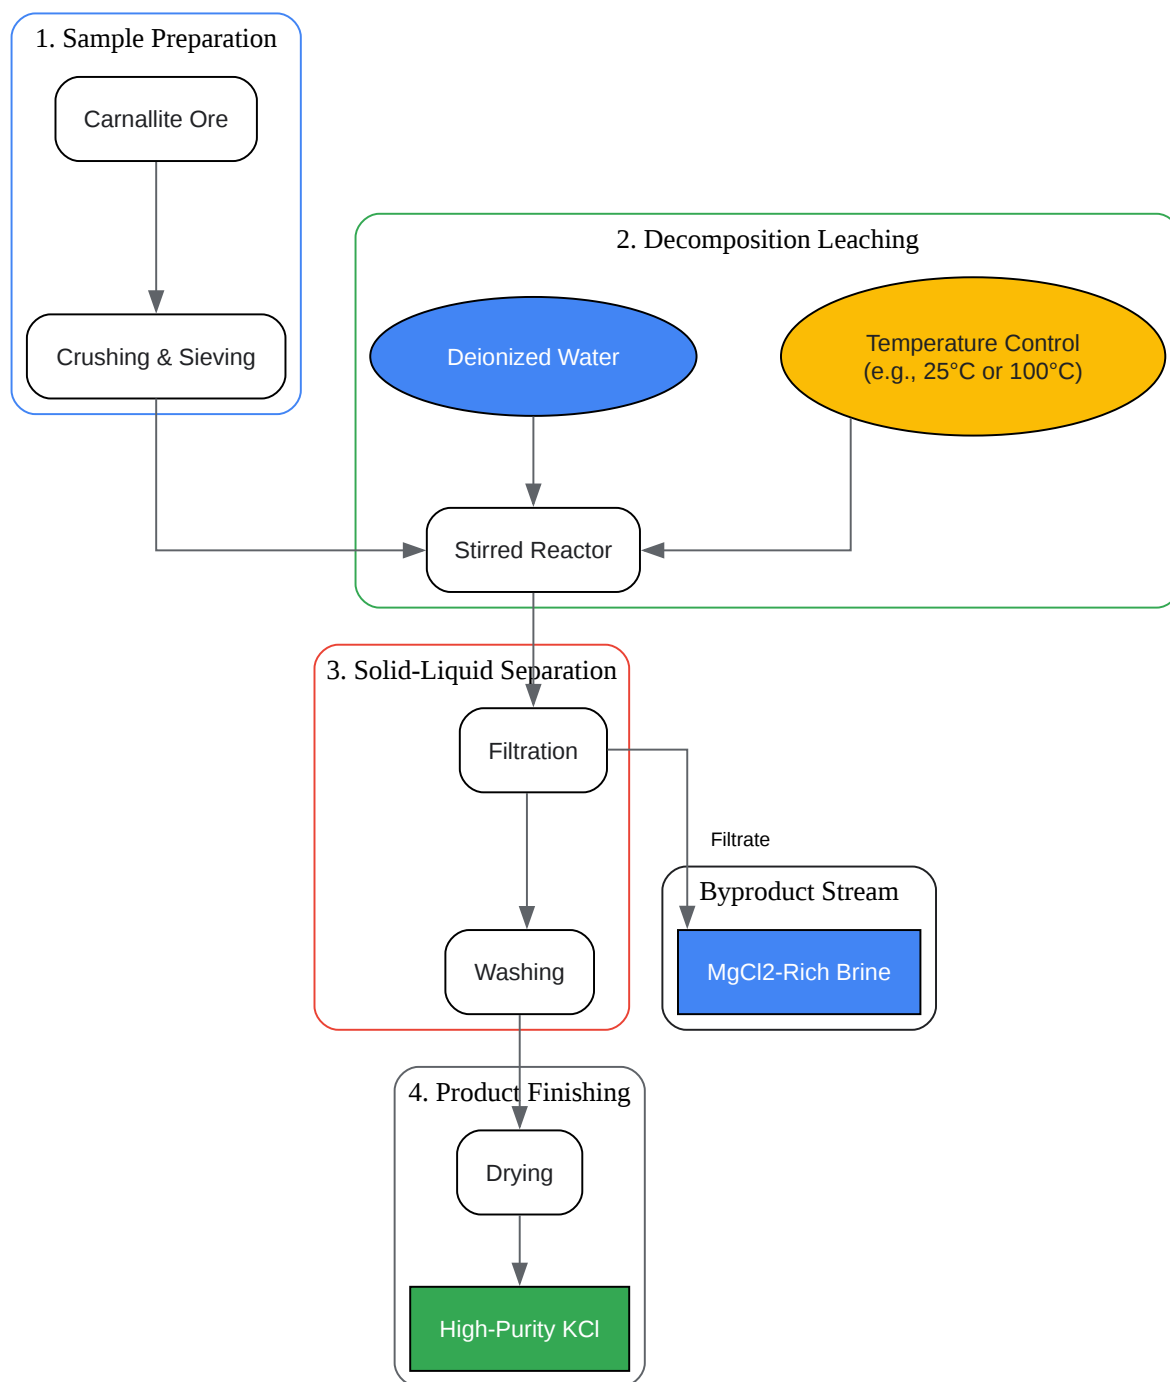 1. Sample Preparation
Carnallite Ore
Crushing & Sieving
2. Decomposition Leaching
Deionized Water
Temperature Control
(e.g., 25°C or 100°C)
Stirred Reactor
3. Solid-Liquid Separation
Filtration
Filtrate
Byproduct Stream
MgCl2-Rich Brine
Washing
4. Product Finishing
Drying
High-Purity KCl